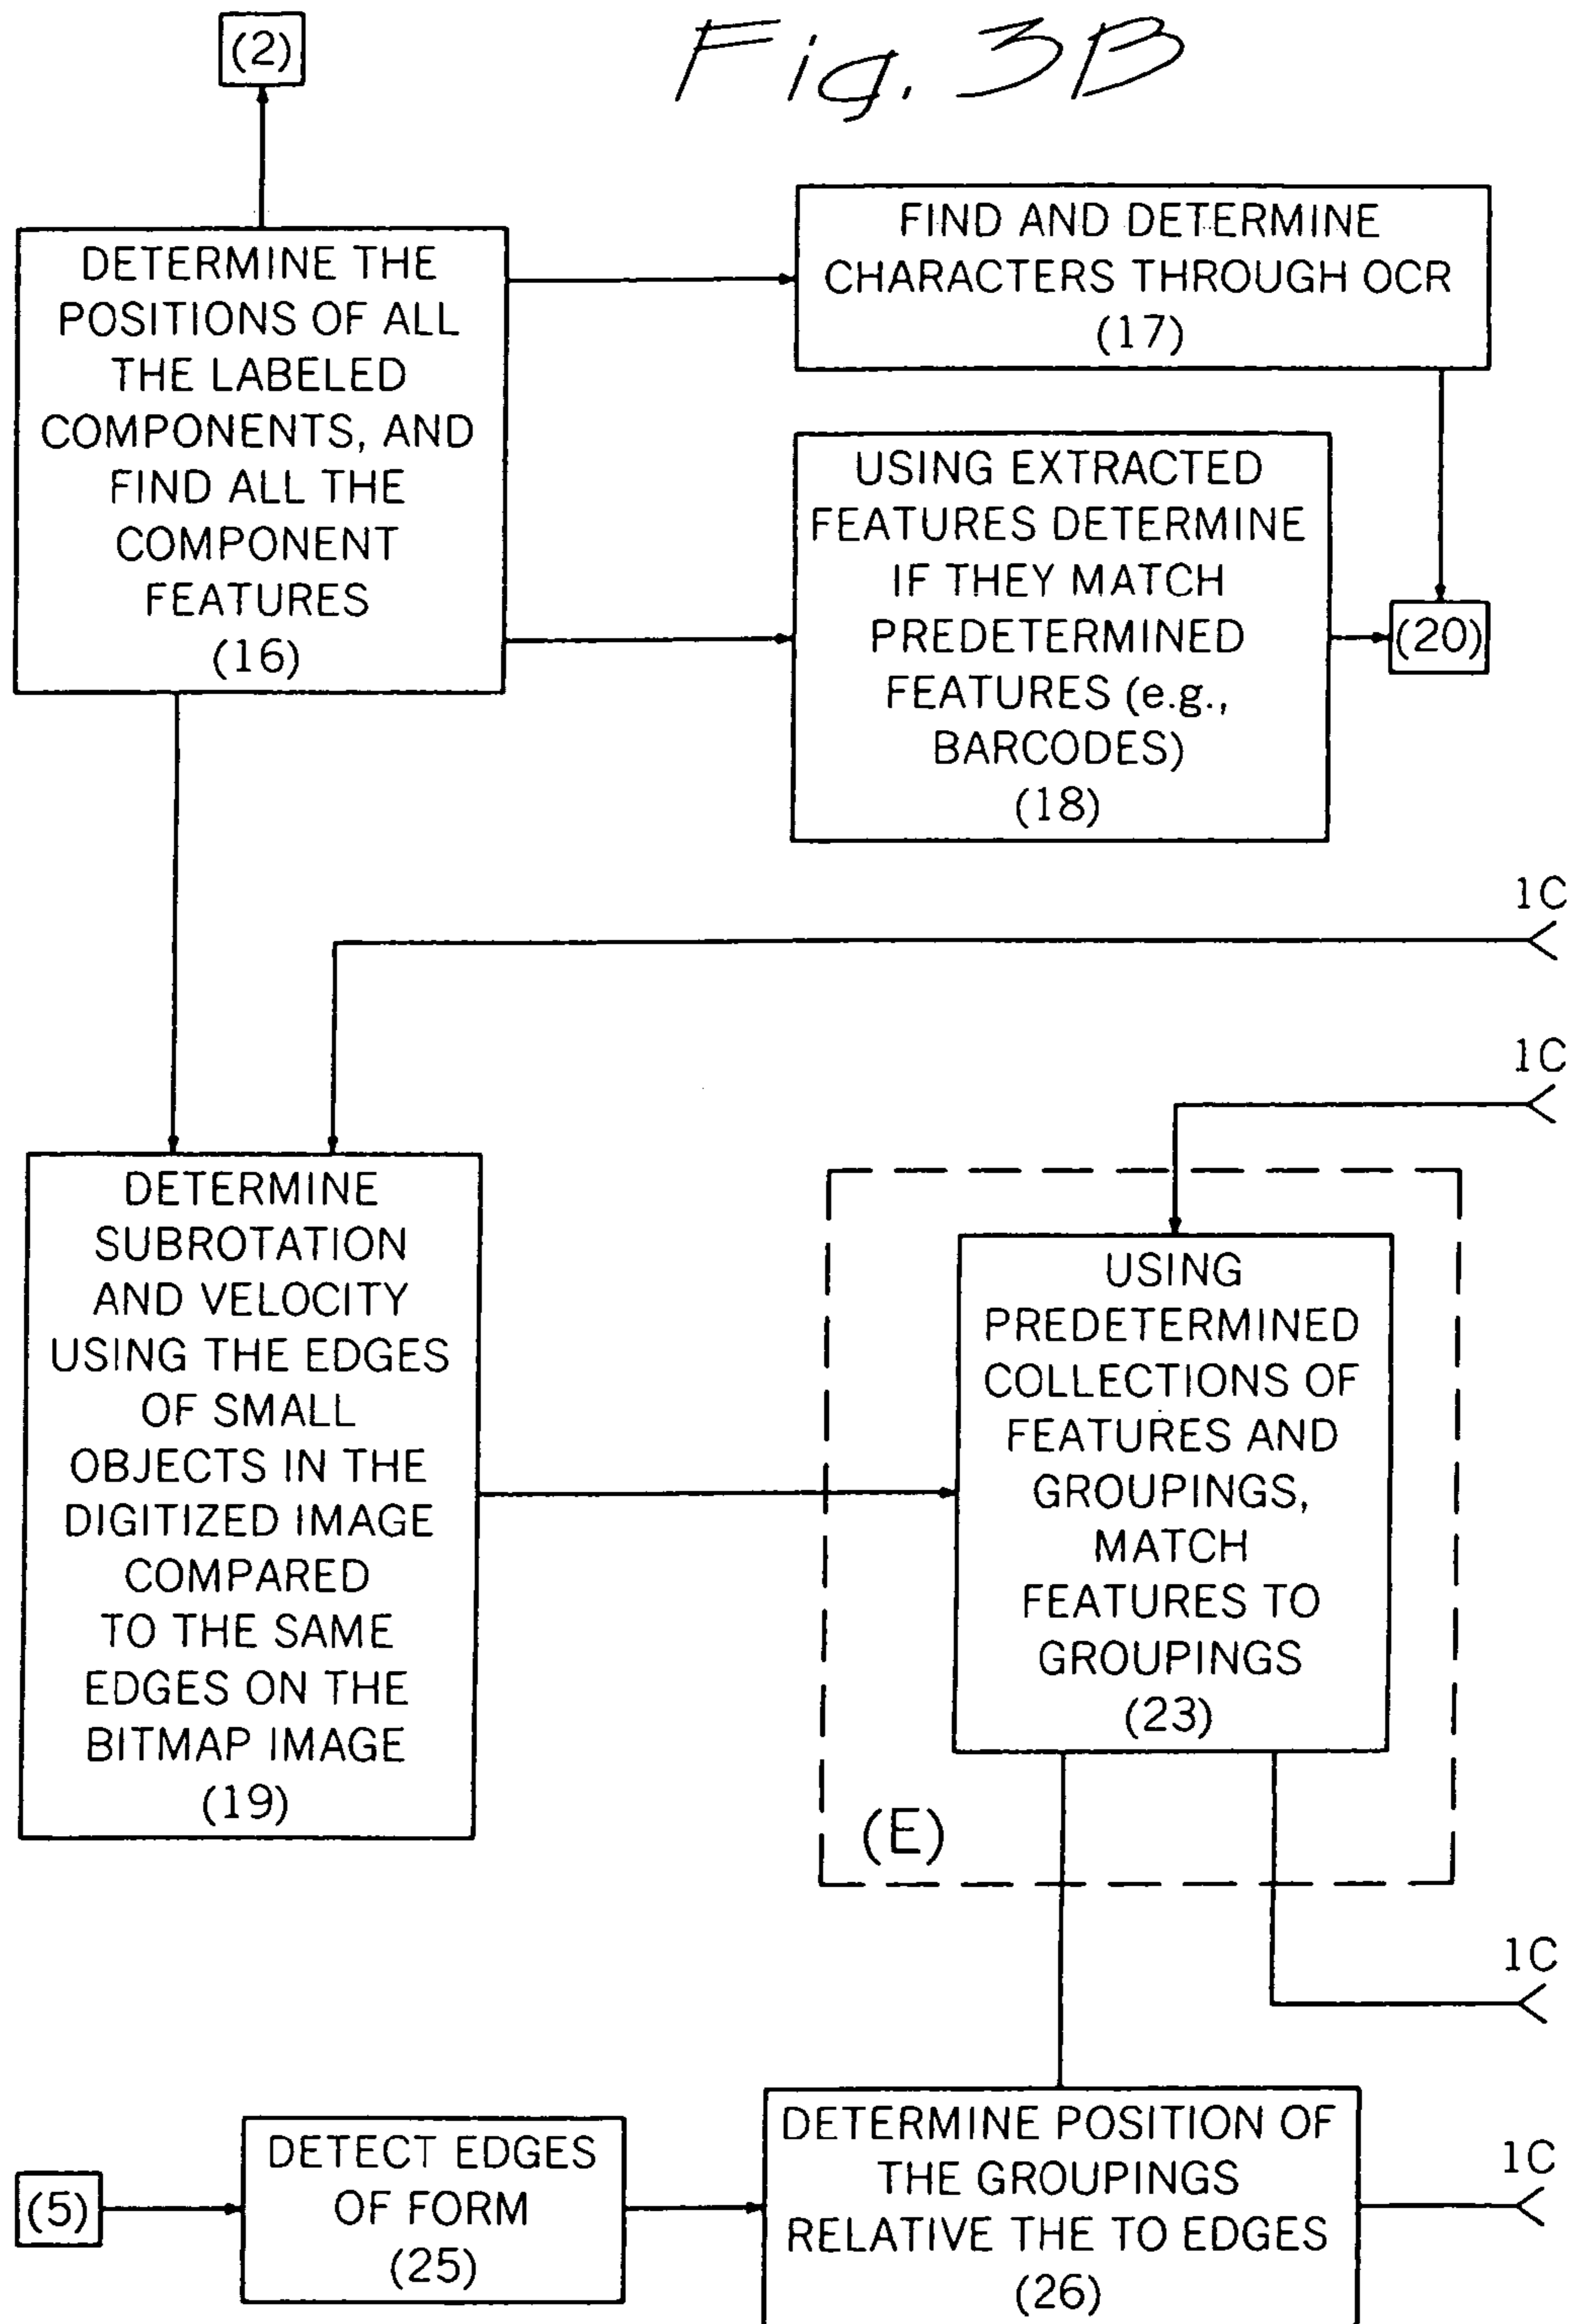 Fig. 3B
(2)
DETERMINE THE
POSITIONS OF ALL
THE LABELED
COMPONENTS, AND
FIND ALL THE
COMPONENT
FEATURES
(16)
FIND AND DETERMINE
CHARACTERS THROUGH OCR
(17)
USING EXTRACTED
FEATURES DETERMINE
IF THEY MATCH
PREDETERMINED
FEATURES (e.g.,
BARCODES)
(18)
(20)
1C
1C
DETERMINE
SUBROTATION
AND VELOCITY
USING THE EDGES
OF SMALL
OBJECTS IN THE
DIGITIZED IMAGE
COMPARED
TO THE SAME
EDGES ON THE
BITMAP IMAGE
(19)
USING
PREDETERMINED
COLLECTIONS OF
FEATURES AND
GROUPINGS,
MATCH
FEATURES TO
GROUPINGS
(23)
(E)
1C
(5)
DETECT EDGES
OF FORM
(25)
DETERMINE POSITION OF
THE GROUPINGS
RELATIVE THE TO EDGES
(26)
1C